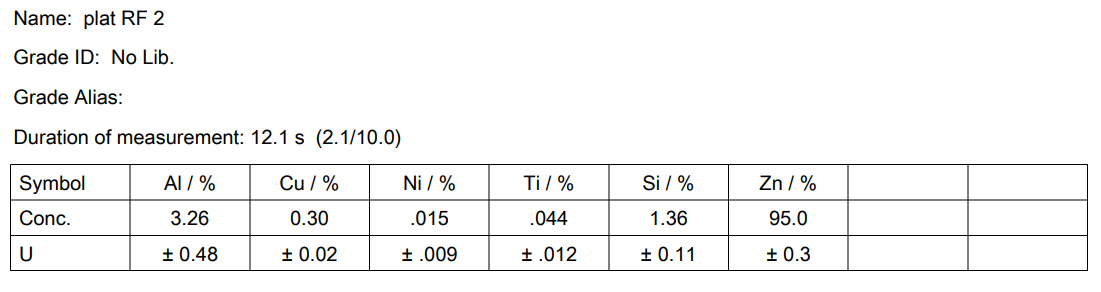 Name: plat RF 2
Grade ID: No Lib.
Grade Alias:
Duration of measurement: 12.1 s (2.1/10.0)
Symbol Al / % Cu / % Ni / % Ti / % Si / % Zn / %
Conc. 3.26 0.30 .015 .044 1.36 95.0
U ± 0.48 ± 0.02 ± .009 ± .012 ± 0.11 ± 0.3